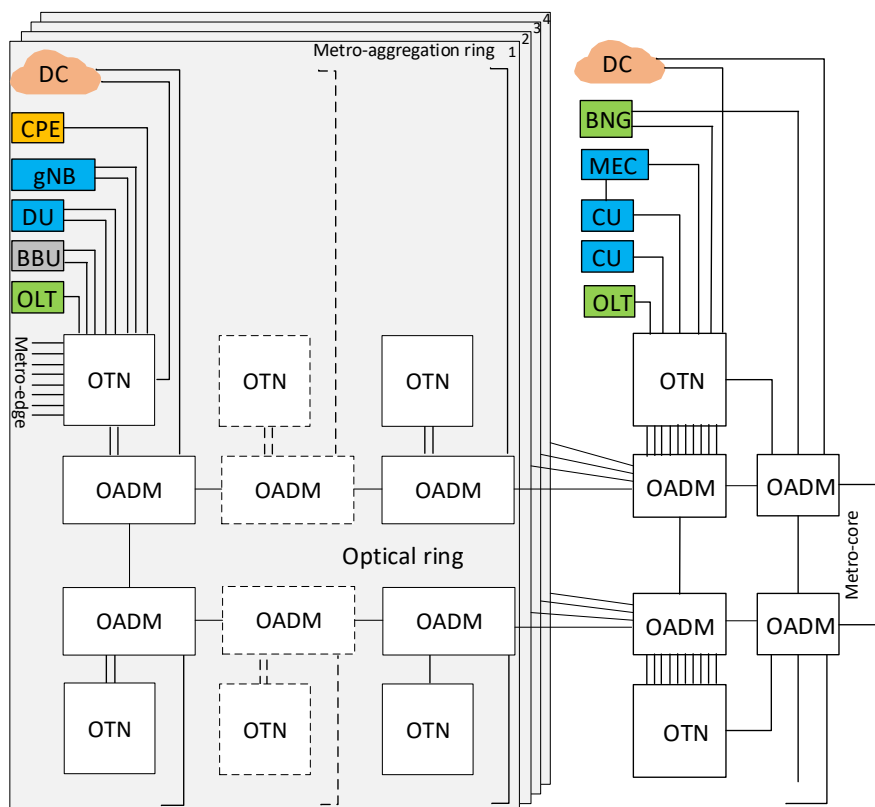 4
3
2
Metro-aggregation ring 1
DC
DC
CPE
BNG
gNB
MEC
DU
CU
BBU
CU
OLT
OLT
Metro-edge
OTN
OTN
OTN
OTN
OADM
OADM
OADM
OADM
OADM
Optical ring
Metro-core
OADM
OADM
OADM
OADM
OADM
OTN
OTN
OTN
OTN